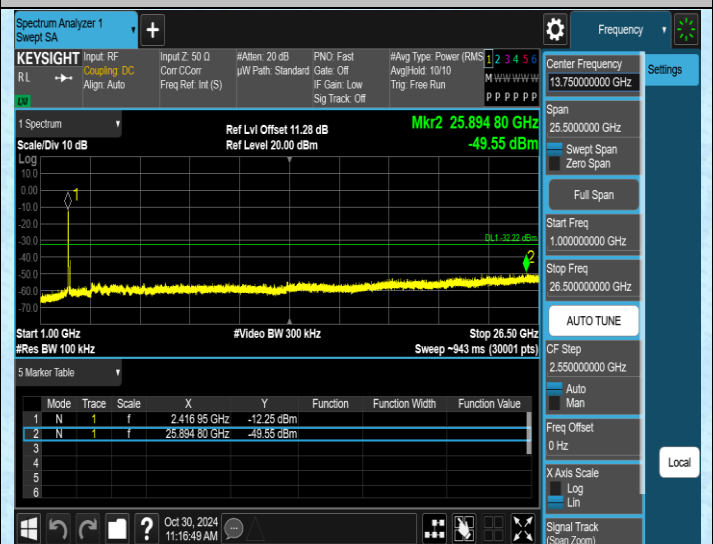 Spectrum Analyzer 1
Swept SA
+
Frequency
KEYSIGHT
RL
LXI
Input: RF
Coupling: DC
Align: Auto
Input Z: 50 Ω
Corr CCorr
Freq Ref: Int (S)
#Atten: 20 dB
µW Path: Standard
PNO: Fast
Gate: Off
IF Gain: Low
Sig Track: Off
#Avg Type: Power (RMS
Avg|Hold: 10/10
Trig: Free Run
1 2 3 4 5 6
M W W W W W
P P P P P P
1 Spectrum
Scale/Div 10 dB
Ref Lvl Offset 11.28 dB
Ref Level 20.00 dBm
Mkr2 25.894 80 GHz
-49.55 dBm
Log
10.0
0.00
-10.0
-20.0
-30.0
-40.0
-50.0
-60.0
-70.0
1
DL1 -32.22 dBm
2
Start 1.00 GHz
#Res BW 100 kHz
#Video BW 300 kHz
Stop 26.50 GHz
Sweep ~943 ms (30001 pts)
5 Marker Table
Mode Trace Scale X Y Function Function Width Function Value
1 N 1 f 2.416 95 GHz -12.25 dBm
2 N 1 f 25.894 80 GHz -49.55 dBm
3
4
5
6
?
Oct 30, 2024
11:16:49 AM
Center Frequency
13.750000000 GHz
Span
25.5000000 GHz
Swept Span
Zero Span
Full Span
Start Freq
1.000000000 GHz
Stop Freq
26.500000000 GHz
AUTO TUNE
CF Step
2.550000000 GHz
Auto
Man
Freq Offset
0 Hz
X Axis Scale
Log
Lin
Signal Track
(Span Zoom)
Settings
Local